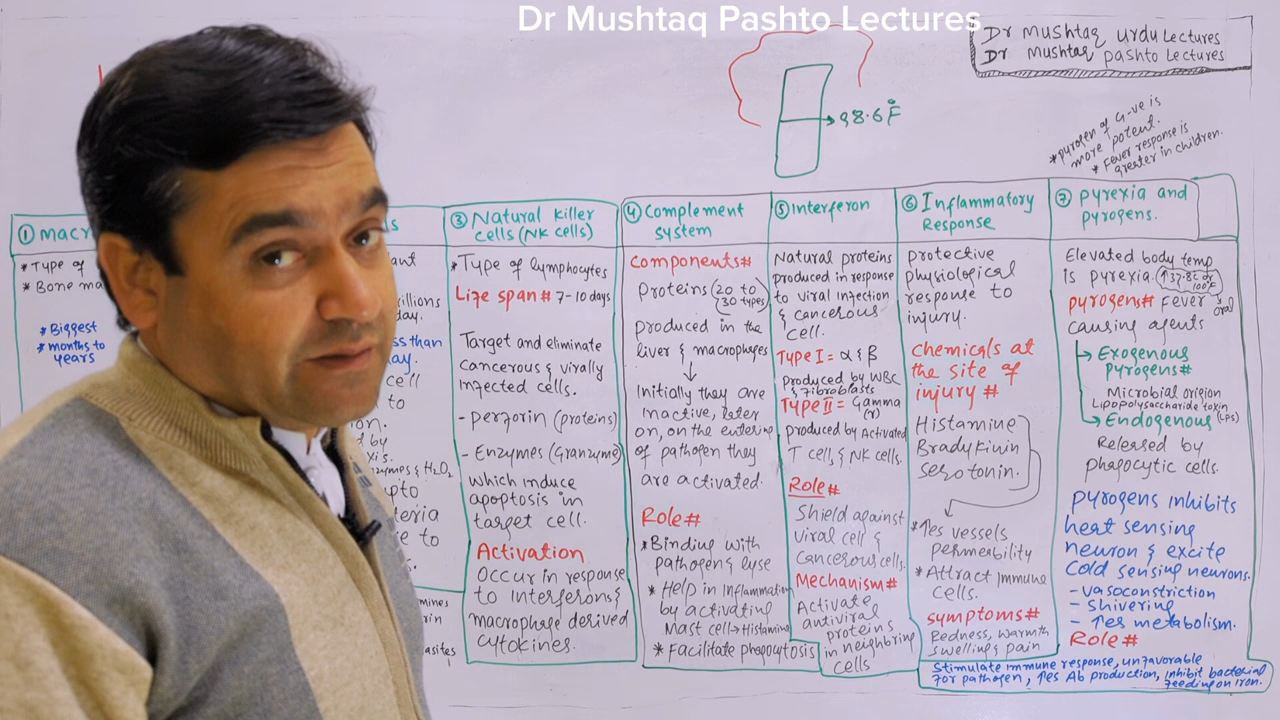 Dr Mushtaq Pashto Lectures
Dr mushtaq urdu Lectures
Dr mushtaq pashto Lectures
98.6°F
*pyrogen of G-ve is
more potent.
* Fever response is
greater in children.
① macr
* Type of
* Bone ma
* Biggest
* months to
years
③ Natural killer
cells (NK cells)
*Type of lymphocytes
Life span# 7-10 days
Target and eliminate
cancerous & virally
infected cells.
- perforin (proteins)
- Enzymes (Granzyme)
which induce
apoptosis in
target cell.
Activation
Occur in response
to interferons &
macrophage derived
cytokines.
④ Complement
system
components#
Proteins (20 to
30 types)
produced in the
liver & macrophages
↓
Initially they are
inactive, later
on, on the entering
of pathogen they
are activated.
Role#
*Binding with
pathogen & lyse
* Help in Inflammation
by activating
Mast cell→Histamine
* Facilitate phagocytosis
⑤ Interferon
Natural proteins
produced in response
to viral infection
& cancerous
cell.
Type I = α & β
produced by WBC
& Fibroblasts
Type II = Gamma
(γ)
produced by Activated
T cells, & NK cells.
Role#
Shield against
viral cell &
cancerous cells.
Mechanism#
Activate
antiviral
proteins
in neighboring
cells
⑥ Inflammatory
Response
protective
physiological
response to
injury.
chemicals at
the site of
injury #
Histamine
Bradykinin
serotonin.
*↑es vessels
permeability
* Attract immune
cells.
symptoms#
Redness, warmth
swelling & pain
⑦ pyrexia and
pyrogens.
Elevated body temp
is pyrexia. (↑37.8C or
100°F
oral
pyrogens# Fever
causing agents
→ Exogenous
pyrogens#
Microbial origion
Lipopolysaccharide toxin
(LPS)
→ Endogenous
Released by
phagocytic cells.
pyrogens inhibits
heat sensing
neuron & excite
cold sensing neurons.
- vasoconstriction
- shivering
- ↑es metabolism.
Role#
Stimulate immune response, unfavorable
for pathogen, ↑es Ab production, inhibit bacterial
feeding on iron.